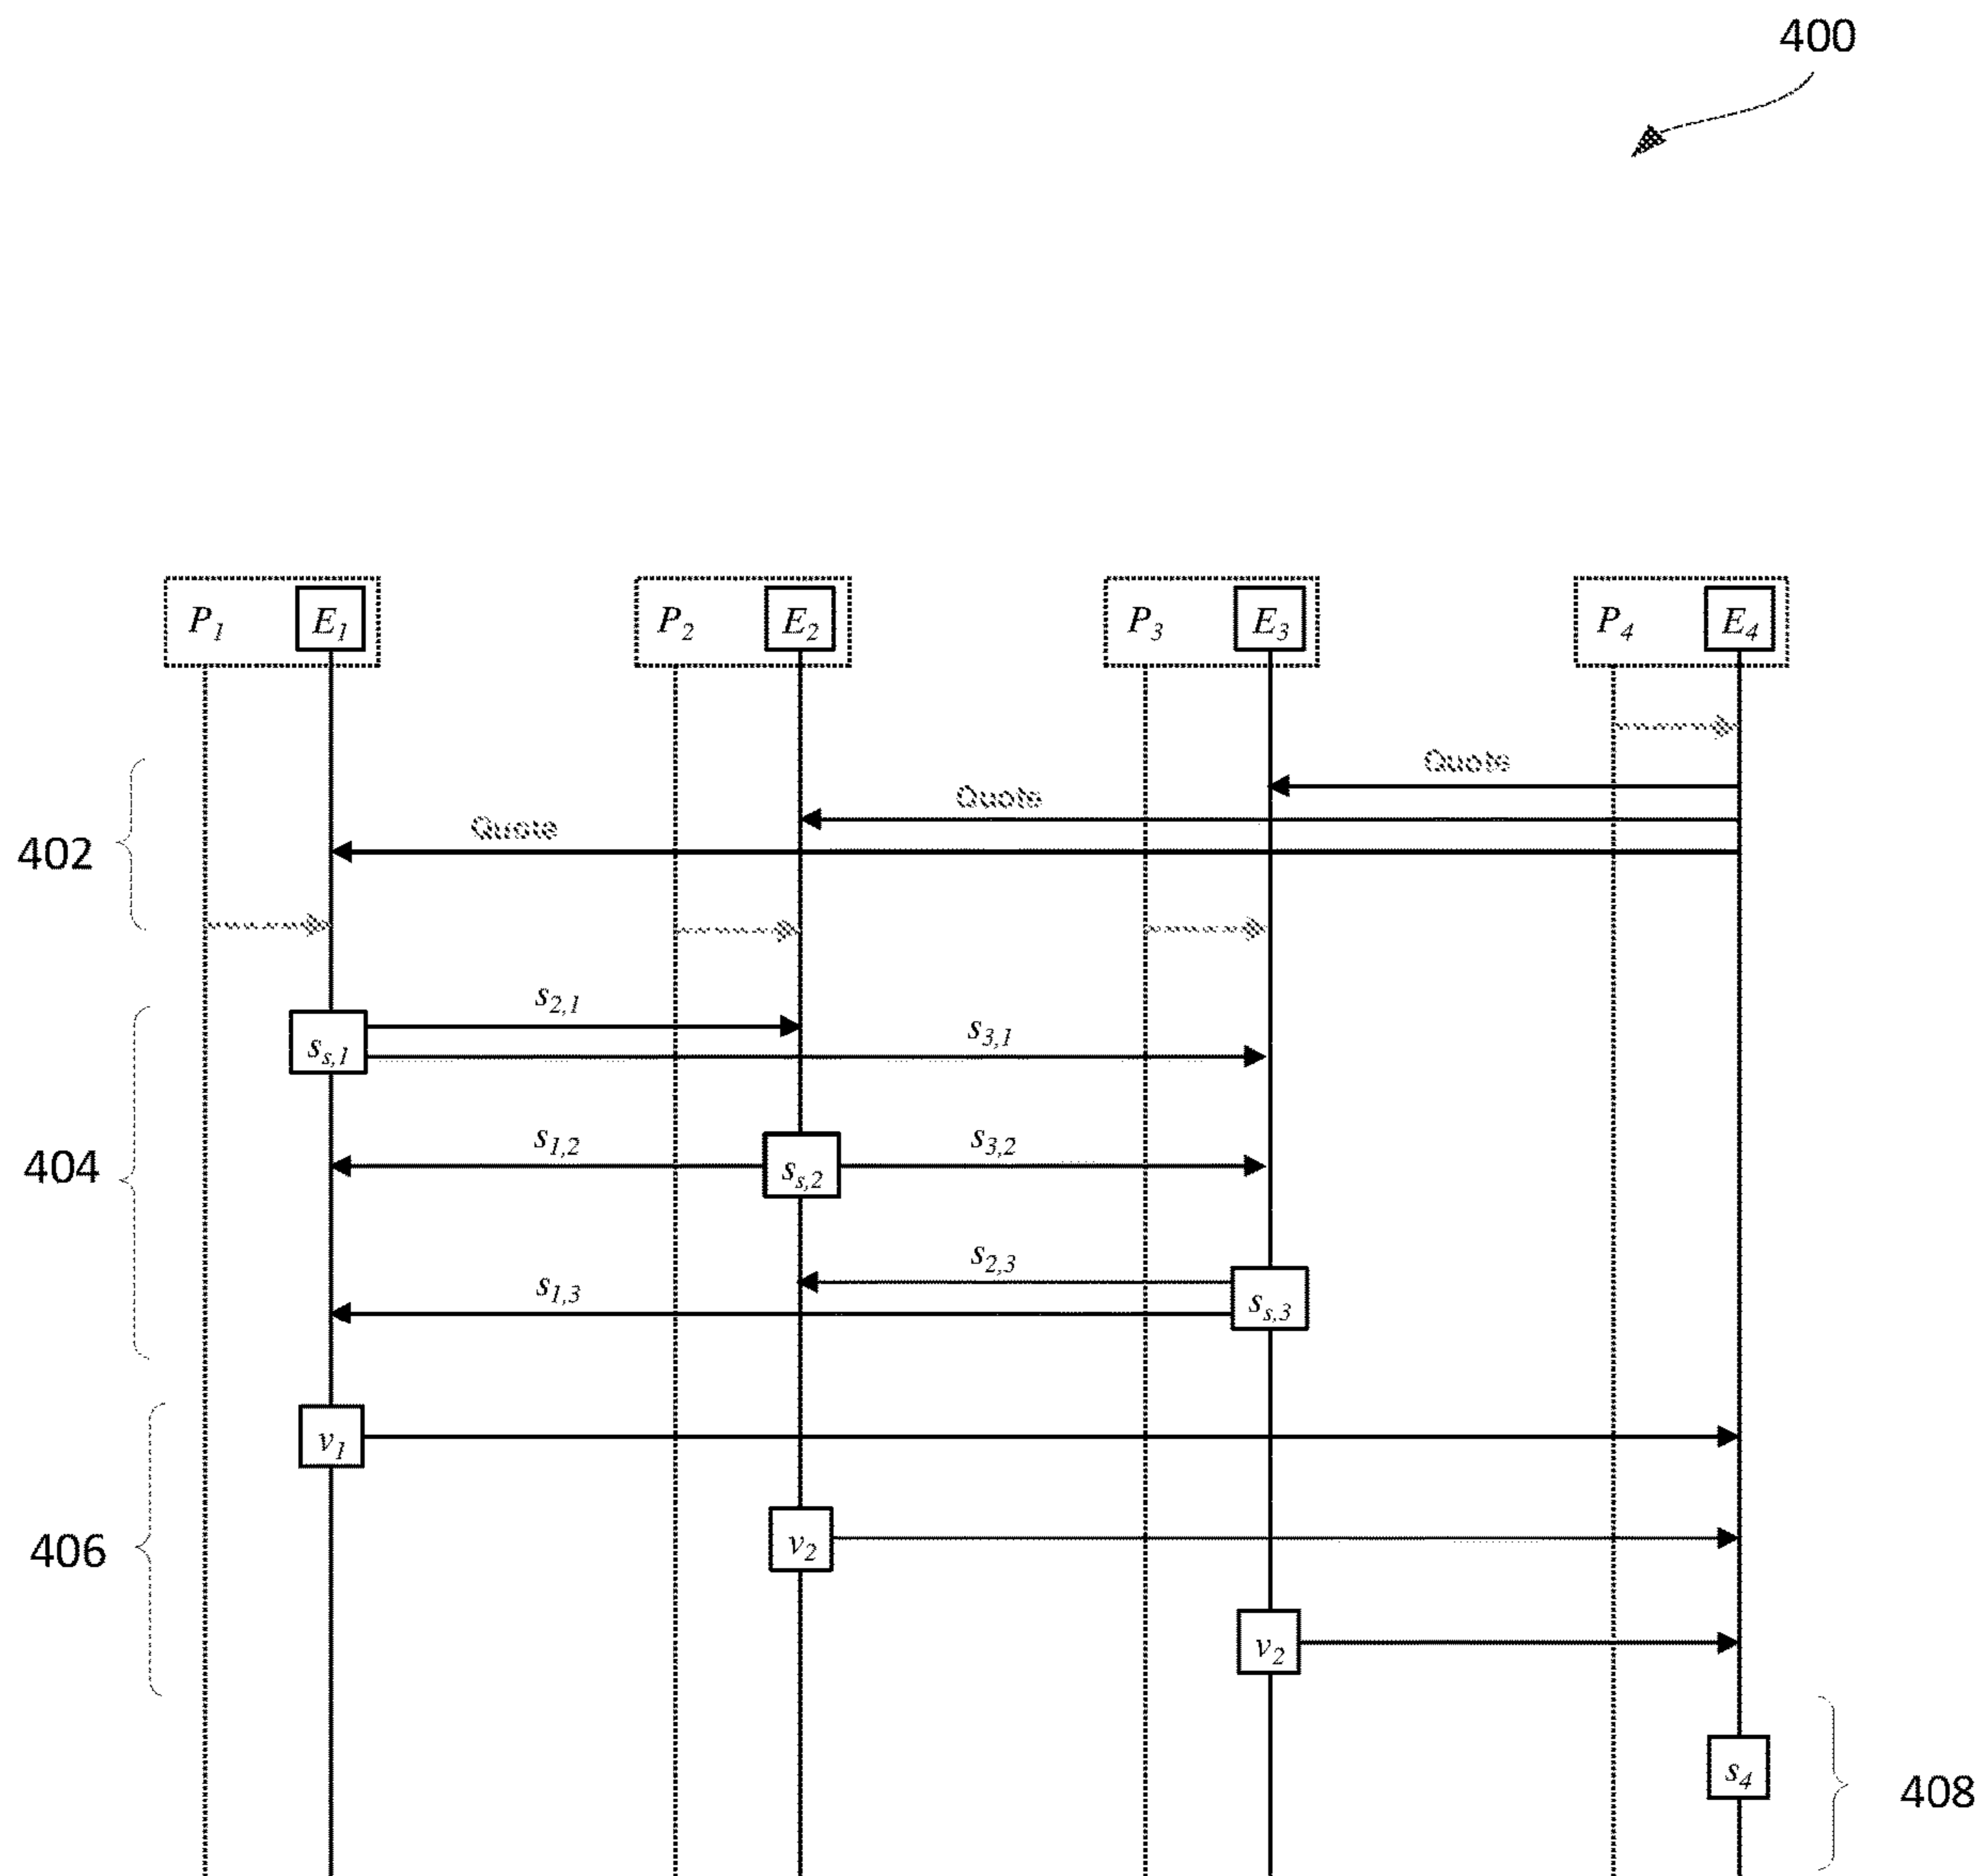 400
P1 E1 P2 E2 P3 E3 P4 E4
Quote
Quote
Quote
402
s2,1
s3,1
ss,1
s1,2 s3,2
404
ss,2
s2,3
s1,3
ss,3
v1
406
v2
v2
s4
408